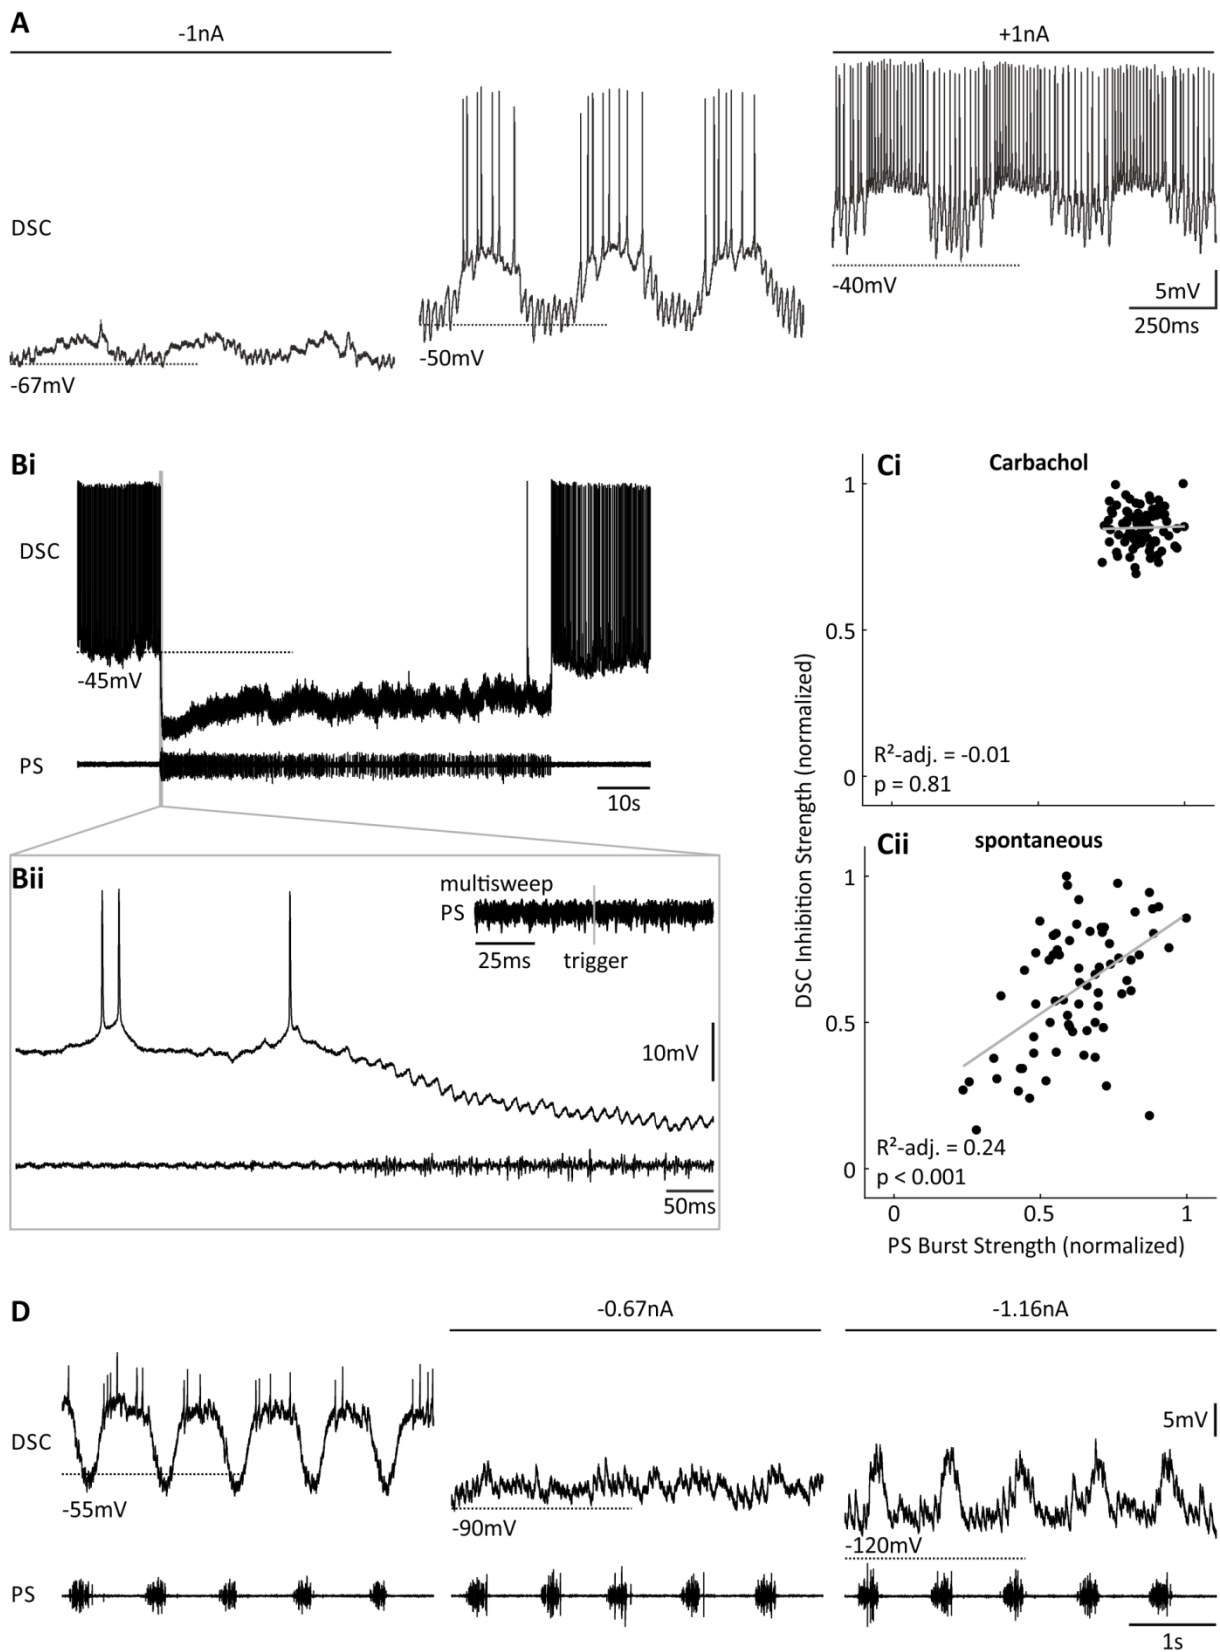 A
-1nA
+1nA
DSC
-67mV
-50mV
-40mV
5mV
250ms
Bi
DSC
-45mV
PS
10s
Bii
multisweep
PS
25ms
trigger
10mV
50ms
DSC Inhibition Strength (normalized)
Ci
Carbachol
1
0.5
0
R²-adj. = -0.01
p = 0.81
Cii
spontaneous
1
0.5
0
R²-adj. = 0.24
p < 0.001
0
0.5
1
PS Burst Strength (normalized)
D
-0.67nA
-1.16nA
DSC
5mV
-55mV
-90mV
-120mV
PS
1s